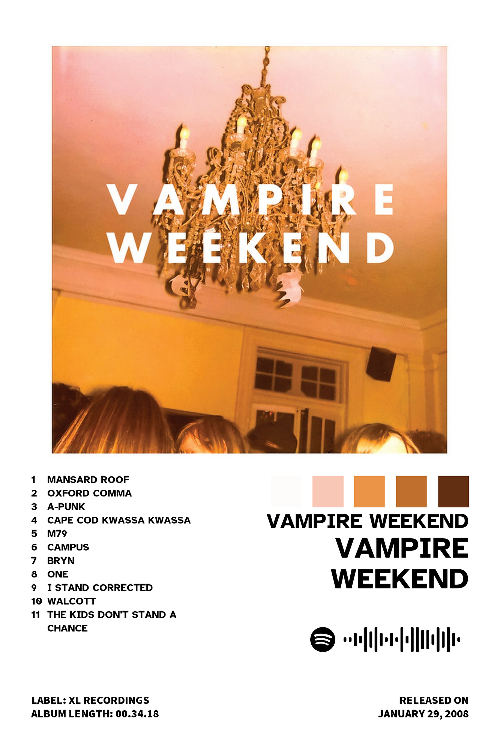 VAMPIRE
WEEKEND
1 MANSARD ROOF
2 OXFORD COMMA
3 A-PUNK
4 CAPE COD KWASSA KWASSA
5 M79
6 CAMPUS
7 BRYN
8 ONE
9 I STAND CORRECTED
10 WALCOTT
11 THE KIDS DON'T STAND A
CHANCE
VAMPIRE WEEKEND
VAMPIRE
WEEKEND
LABEL: XL RECORDINGS
ALBUM LENGTH: 00.34.18
RELEASED ON
JANUARY 29, 2008